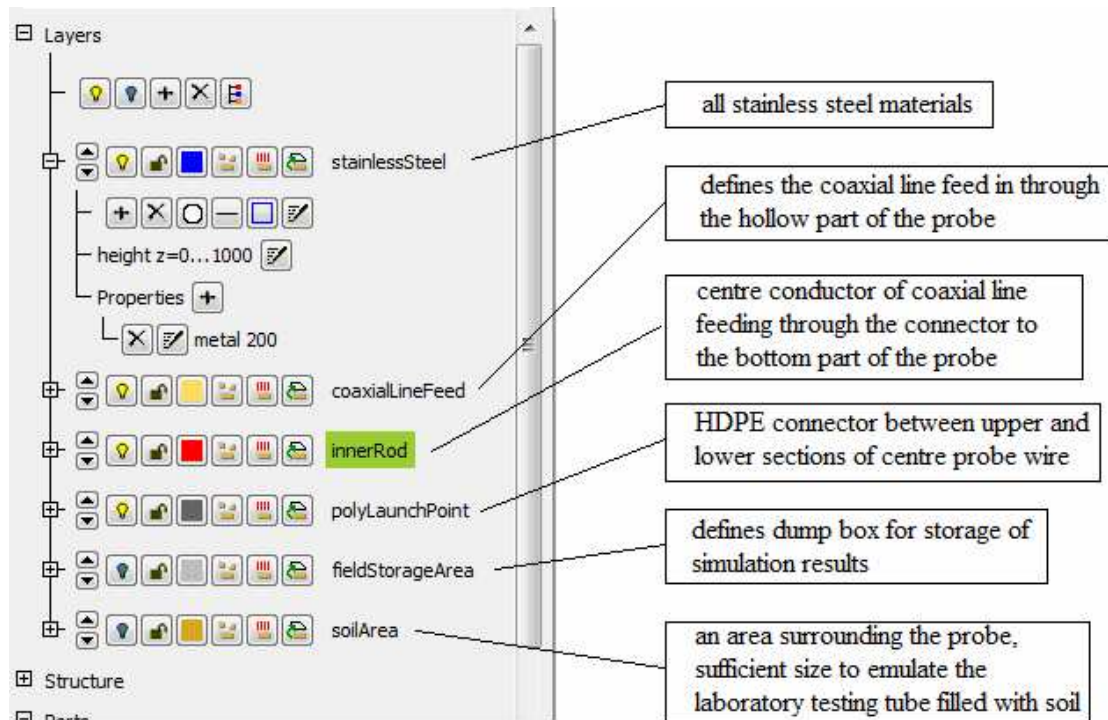 Layers
all stainless steel materials
stainlessSteel
defines the coaxial line feed in through
the hollow part of the probe
height z=0...1000
Properties
metal 200
centre conductor of coaxial line
feeding through the connector to
the bottom part of the probe
coaxialLineFeed
HDPE connector between upper and
lower sections of centre probe wire
innerRod
polyLaunchPoint
defines dump box for storage of
simulation results
fieldStorageArea
soilArea
an area surrounding the probe,
sufficient size to emulate the
laboratory testing tube filled with soil
Structure